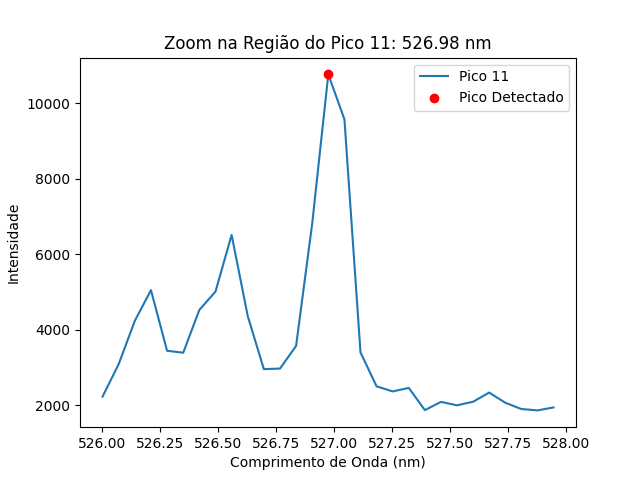 Zoom na Região do Pico 11: 526.98 nm
Pico 11
Pico Detectado
Intensidade
10000
8000
6000
4000
2000
526.00 526.25 526.50 526.75 527.00 527.25 527.50 527.75 528.00
Comprimento de Onda (nm)